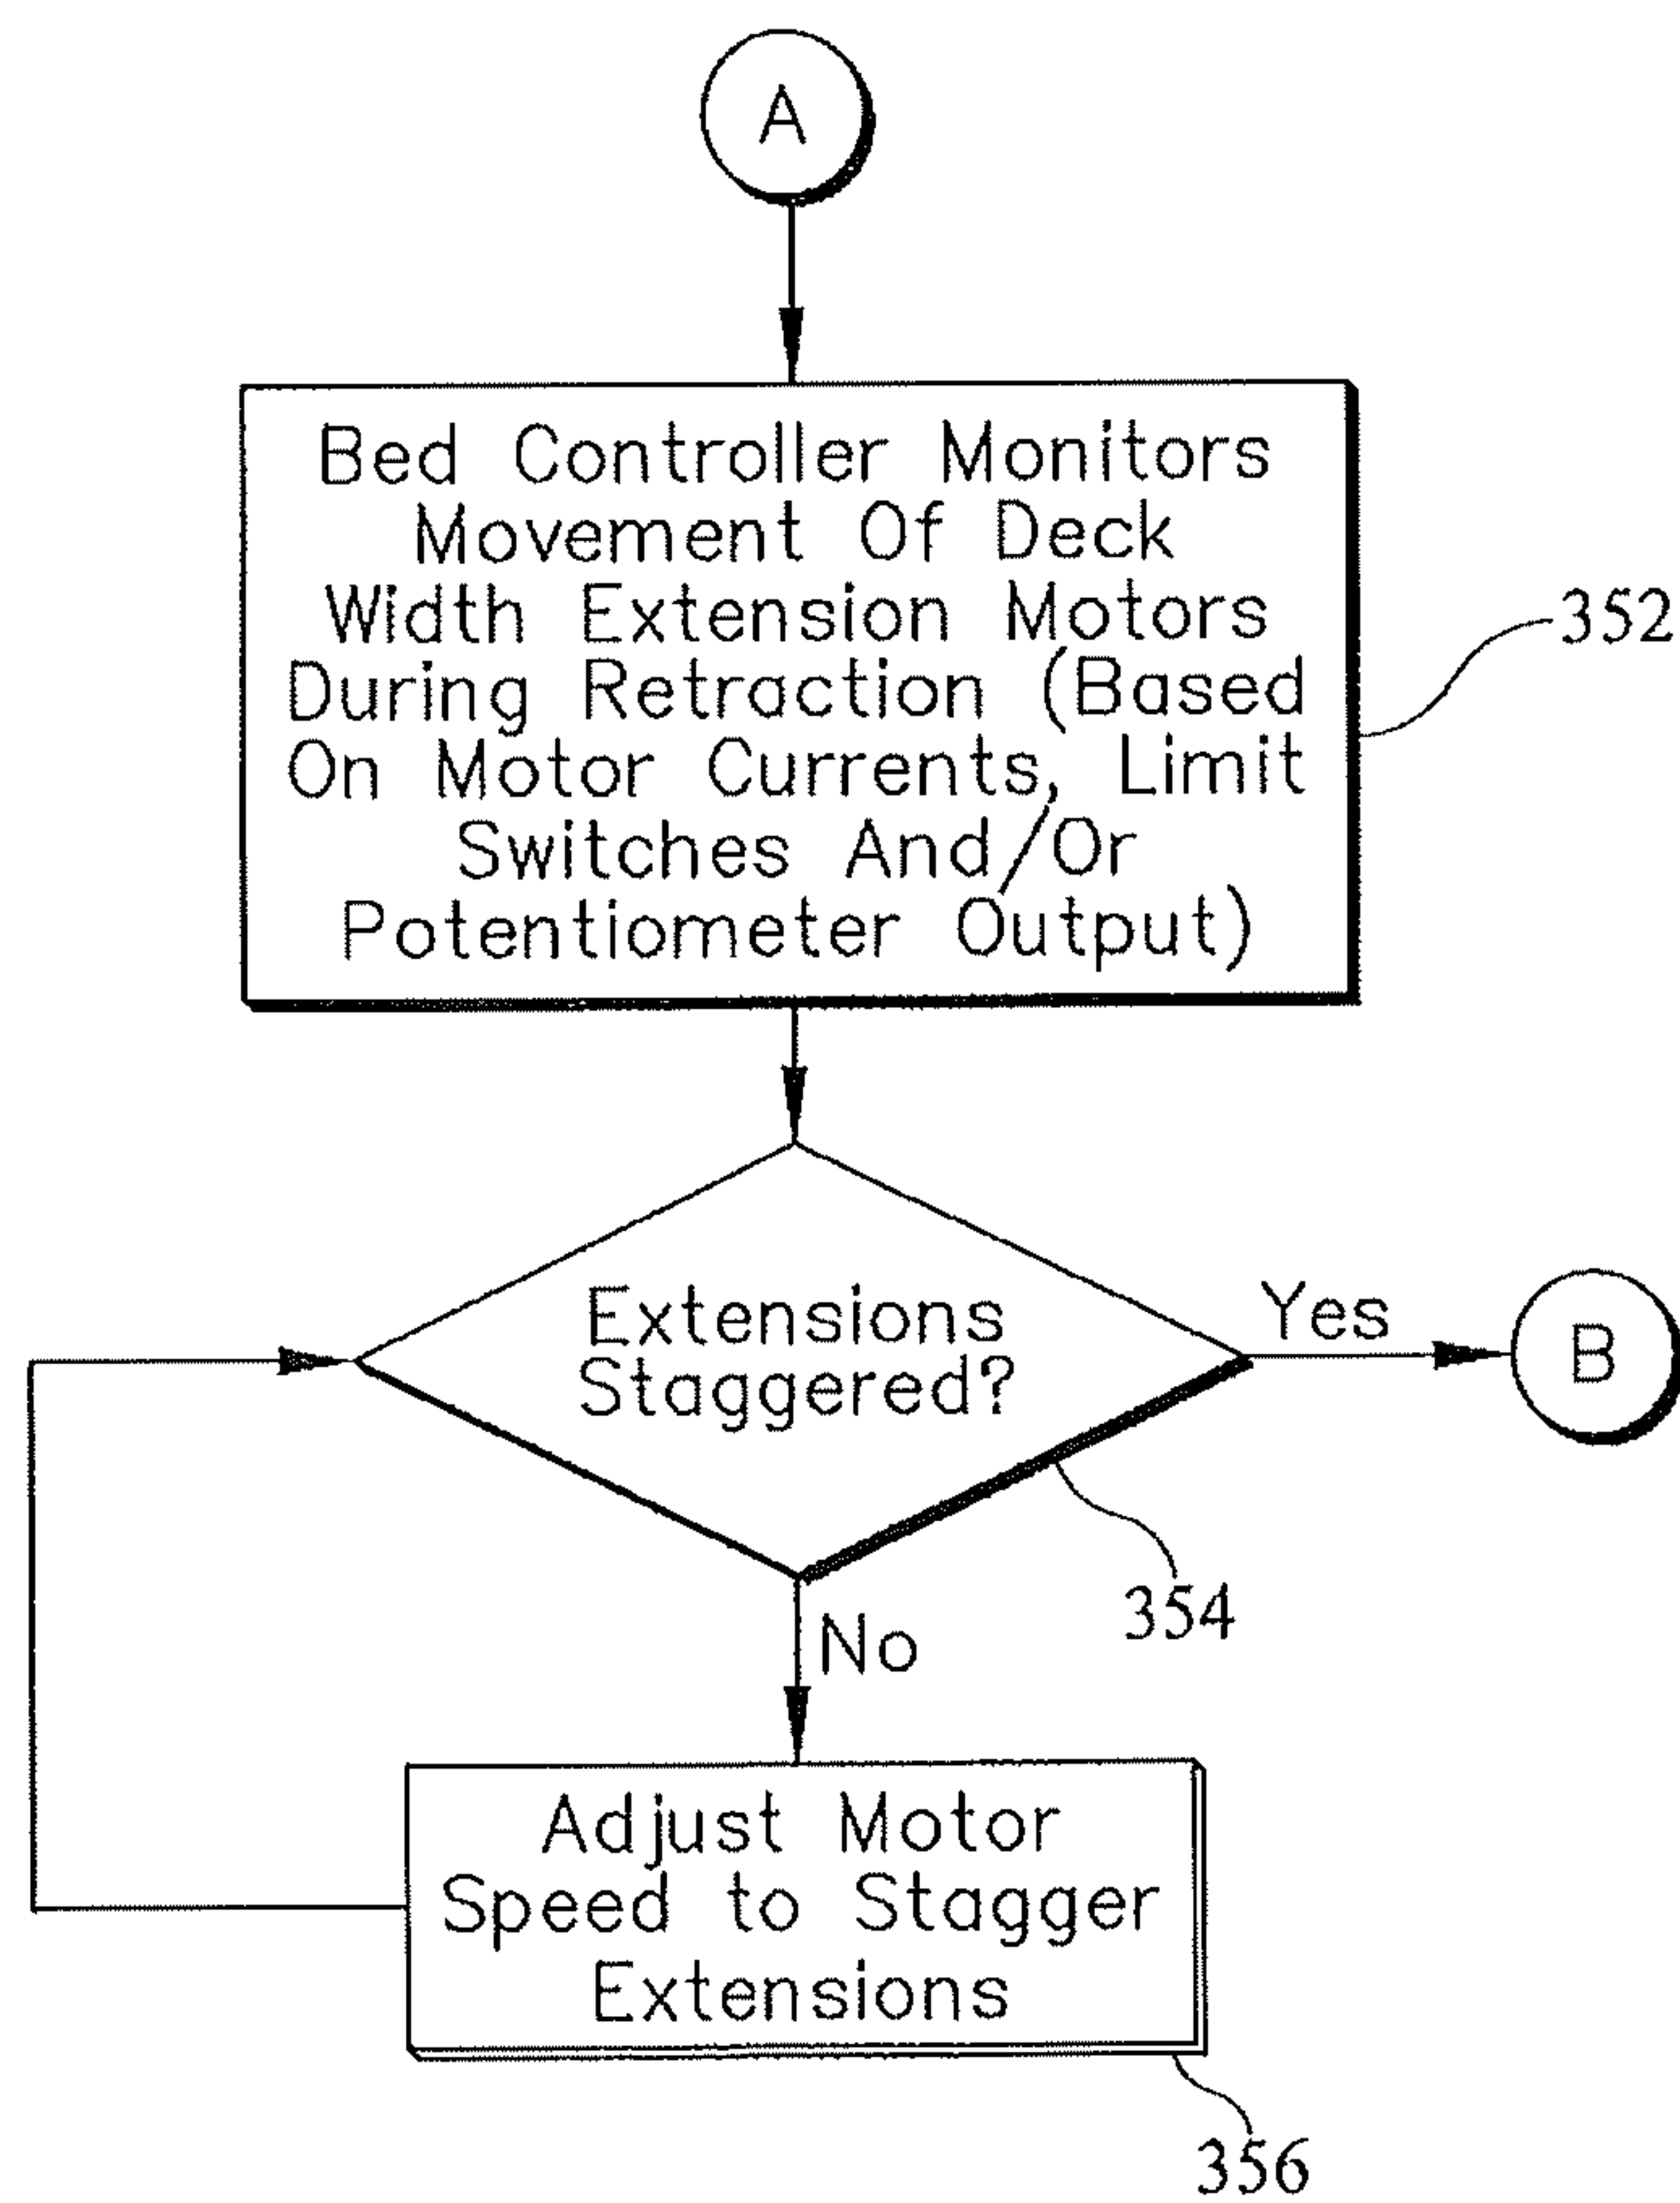 A
Bed Controller Monitors
Movement Of Deck
Width Extension Motors
During Retraction (Based
On Motor Currents, Limit
Switches And/Or
Potentiometer Output)
352
Extensions
Staggered?
Yes
B
354
No
Adjust Motor
Speed to Stagger
Extensions
356